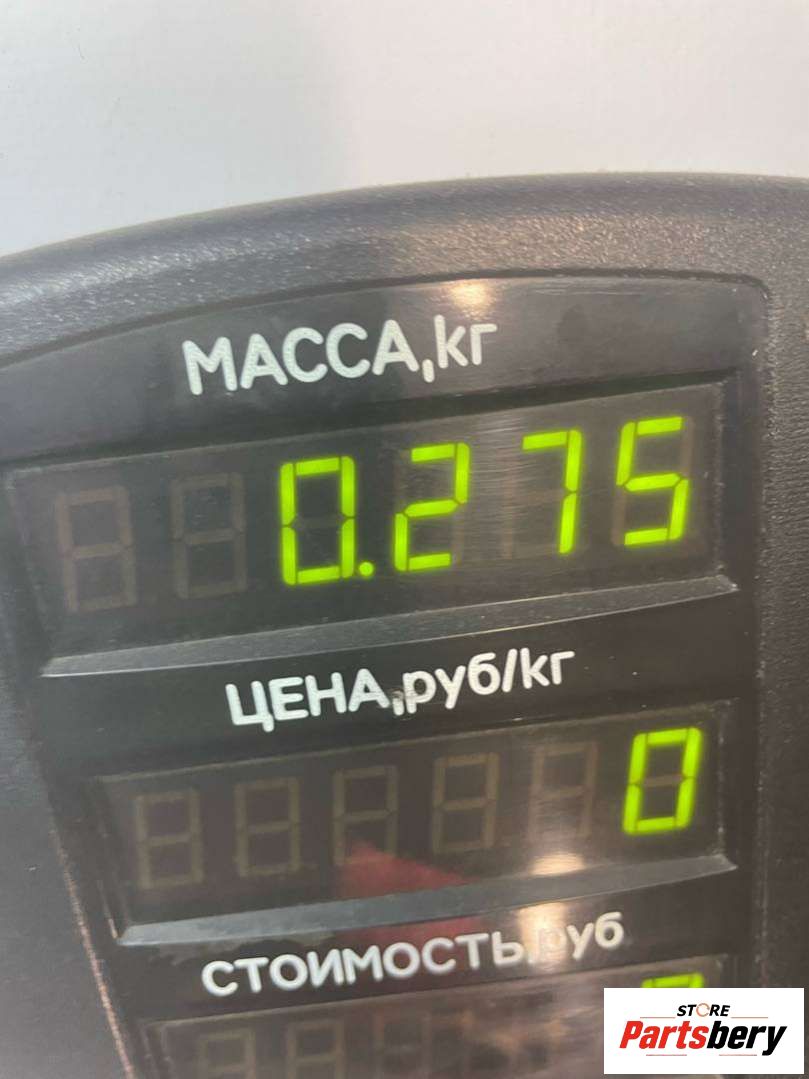 МАССА,кг
0.275
ЦЕНА,руб/кг
0
СТОИМОСТЬ,руб
STORE
Partsbery